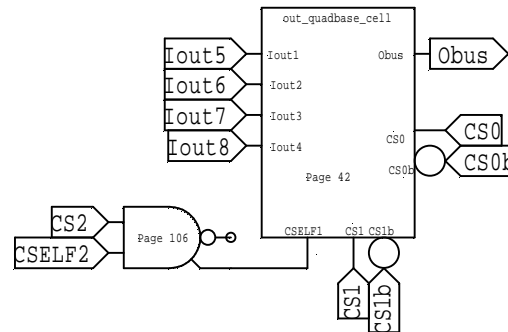 out_quadbase_cell
Iout5
Iout1
Obus
Obus
Iout6
Iout2
Iout7
Iout3
CS0
CS0
Iout8
Iout4
CS0b
CS0b
Page 42
CS2
Page 106
CSELF1
CS1
CS1b
CSELF2
CS1
CS1b